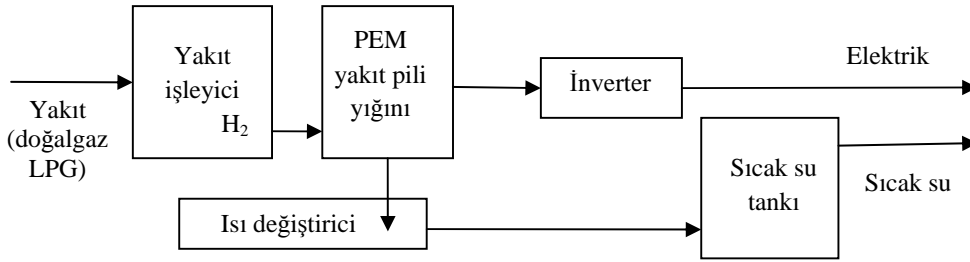 Yakıt
(doğalgaz
LPG)
Yakıt
işleyici
H2
PEM
yakıt pili
yığını
İnverter
Elektrik
Isı değiştirici
Sıcak su
tankı
Sıcak su